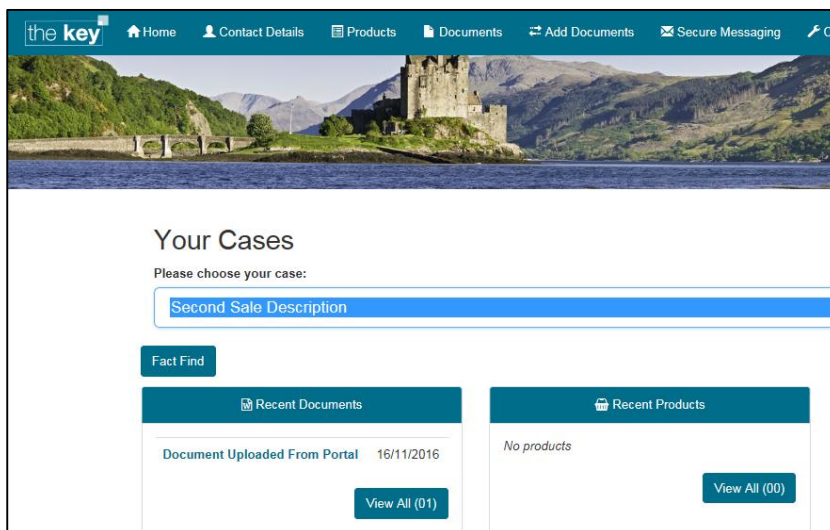 the key Home Contact Details Products Documents Add Documents Secure Messaging
Your Cases
Please choose your case:
Second Sale Description
Fact Find
Recent Documents
Document Uploaded From Portal 16/11/2016
View All (01)
Recent Products
No products
View All (00)